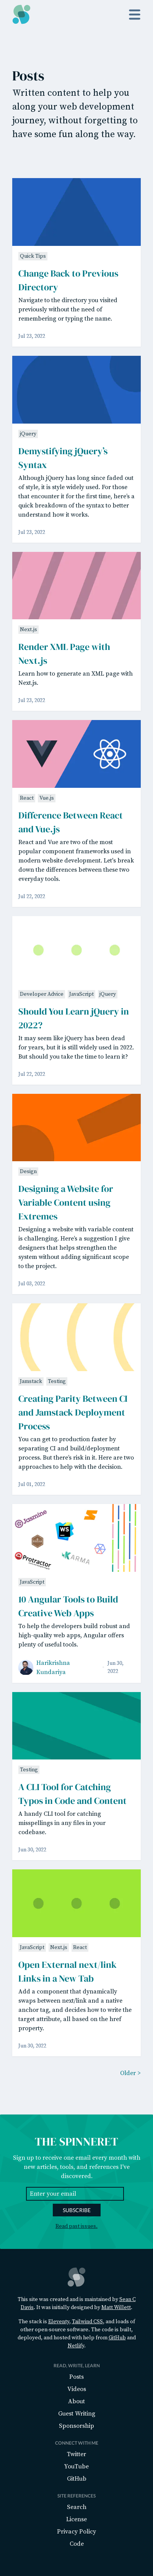 Posts
Written content to help you
along your web development
journey, without forgetting to
have some fun along the way.
Quick Tips
Change Back to Previous
Directory
Navigate to the directory you visited
previously without the need of
remembering or typing the name.
Jul 23, 2022
jQuery
Demystifying jQuery's
Syntax
Although jQuery has long since faded out
of style, it is still widely used. For those
that encounter it for the first time, here's a
quick breakdown of the syntax to better
understand how it works.
Jul 23, 2022
Next.js
Render XML Page with
Next.js
Learn how to generate an XML page with
Next.js.
Jul 23, 2022
React Vue.js
Difference Between React
and Vue.js
React and Vue are two of the most
popular component frameworks used in
modern website development. Let's break
down the differences between these two
everyday tools.
Jul 22, 2022
Developer Advice JavaScript jQuery
Should You Learn jQuery in
2022?
It may seem like jQuery has been dead
for years, but it is still widely used in 2022.
But should you take the time to learn it?
Jul 22, 2022
Design
Designing a Website for
Variable Content using
Extremes
Designing a website with variable content
is challenging. Here's a suggestion I give
designers that helps strengthen the
website without adding significant scope
to the project.
Jul 03, 2022
Jamstack Testing
Creating Parity Between CI
and Jamstack Deployment
Process
You can get to production faster by
separating CI and build/deployment
process. But there's risk in it. Here are two
approaches to help with the decision.
Jul 01, 2022
Jasmine
WS
Protractor
KARMA
JavaScript
10 Angular Tools to Build
Creative Web Apps
To help the developers build robust and
high-quality web apps, Angular offers
plenty of useful tools.
Harikrishna
Kundariya
Jun 30,
2022
Testing
A CLI Tool for Catching
Typos in Code and Content
A handy CLI tool for catching
misspellings in any files in your
codebase.
Jun 30, 2022
JavaScript Next.js React
Open External next/link
Links in a New Tab
Add a component that dynamically
swaps between next/link and a native
anchor tag, and decides how to write the
target attribute, all based on the href
property.
Jun 30, 2022
Older >
THE SPINNERET
Sign up to receive one email every month with
new articles, tools, and references I've
discovered.
Enter your email
SUBSCRIBE
Read past issues.
This site was created and is maintained by Sean C
Davis. It was initially designed by Matt Willett.
The stack is Eleventy, Tailwind CSS, and loads of
other open-source software. The code is built,
deployed, and hosted with help from GitHub and
Netlify.
READ, WRITE, LEARN
Posts
Videos
About
Guest Writing
Sponsorship
CONNECT WITH ME
Twitter
YouTube
GitHub
SITE REFERENCES
Search
License
Privacy Policy
Code